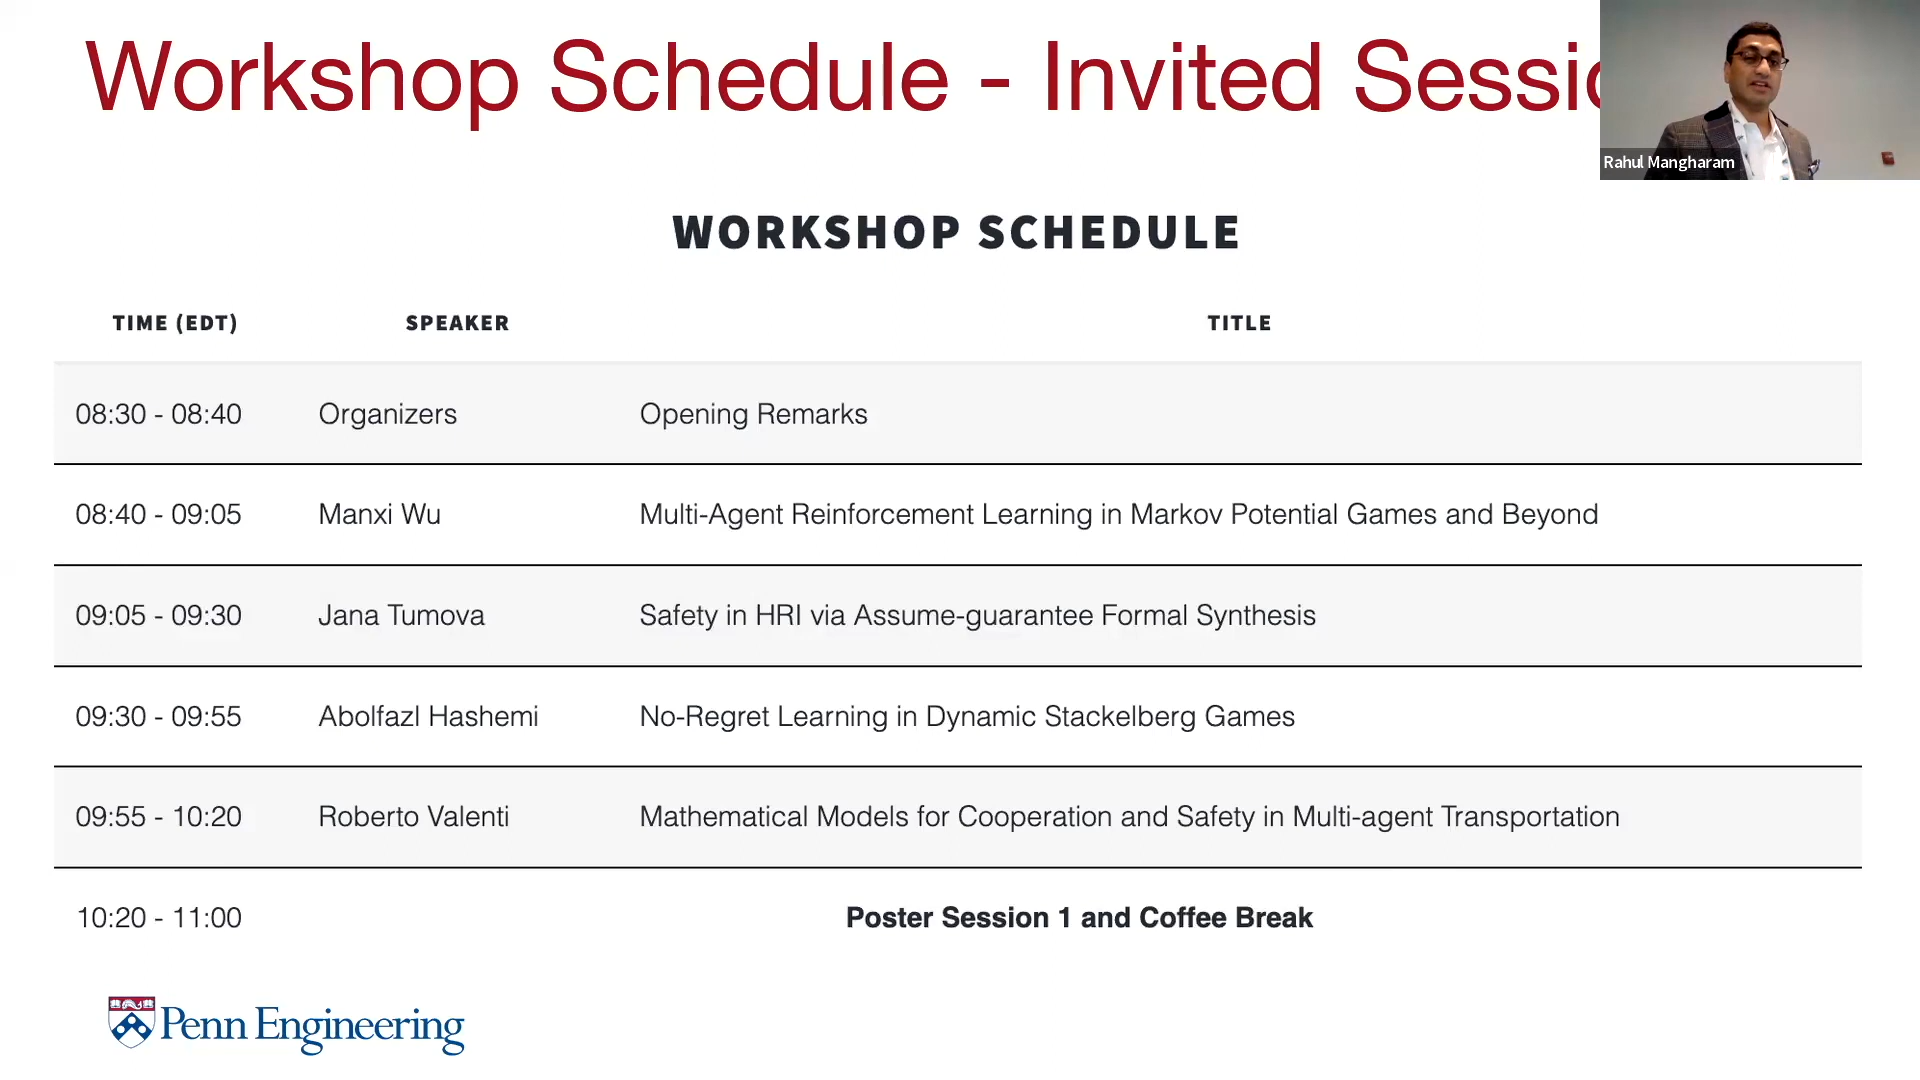 Workshop Schedule - Invited Sessio
Rahul Mangharam
WORKSHOP SCHEDULE
TIME (EDT) SPEAKER TITLE
08:30 - 08:40 Organizers Opening Remarks
08:40 - 09:05 Manxi Wu Multi-Agent Reinforcement Learning in Markov Potential Games and Beyond
09:05 - 09:30 Jana Tumova Safety in HRI via Assume-guarantee Formal Synthesis
09:30 - 09:55 Abolfazl Hashemi No-Regret Learning in Dynamic Stackelberg Games
09:55 - 10:20 Roberto Valenti Mathematical Models for Cooperation and Safety in Multi-agent Transportation
10:20 - 11:00 Poster Session 1 and Coffee Break
Penn Engineering